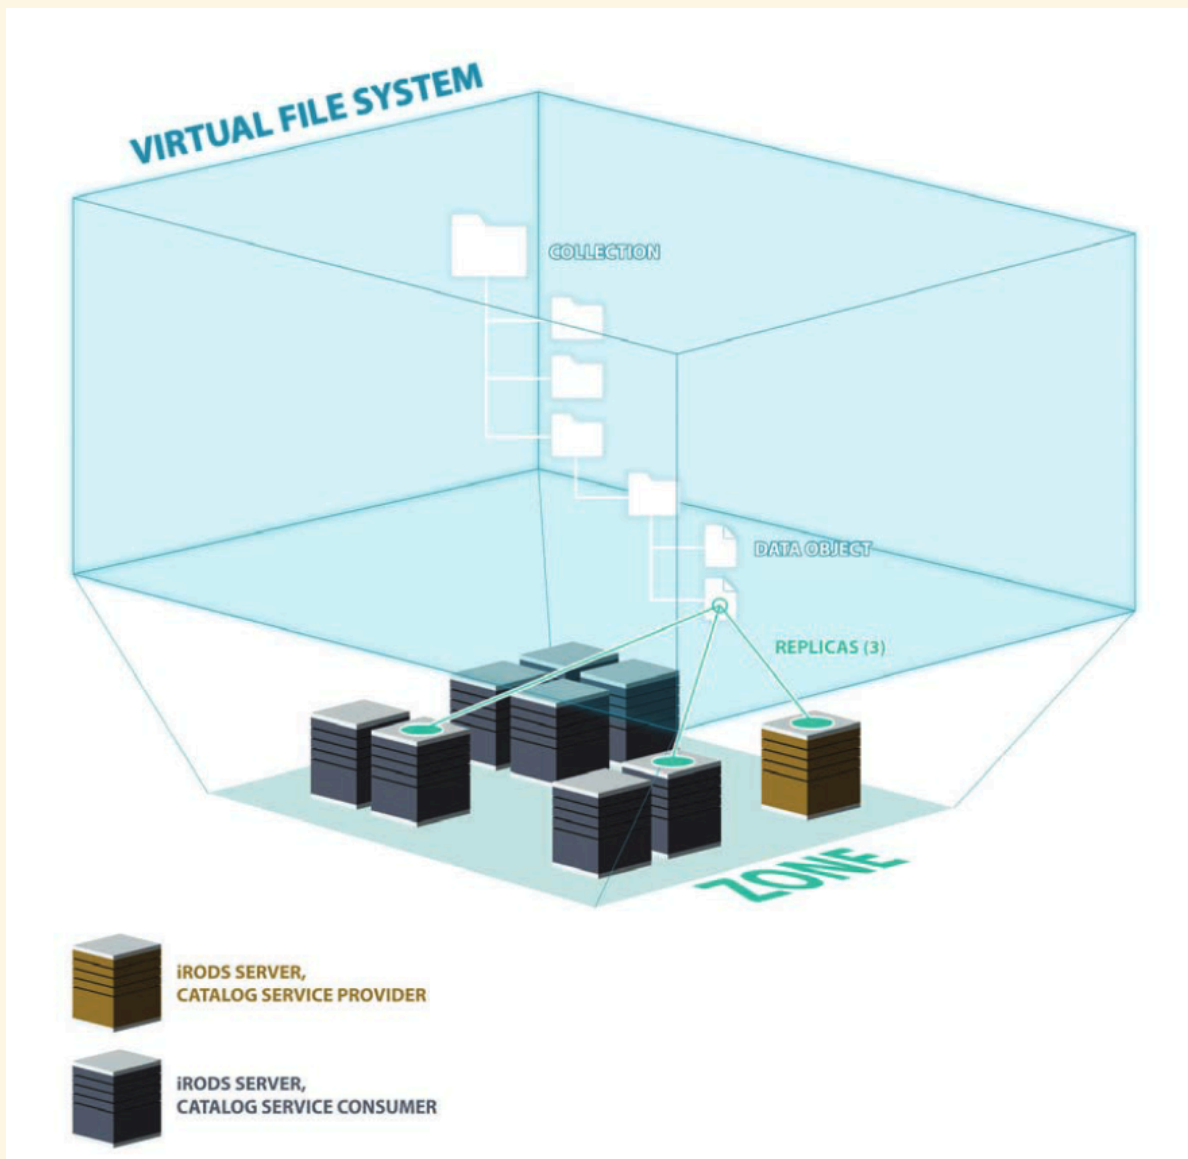 VIRTUAL FILE SYSTEM
COLLECTION
DATA OBJECT
REPLICAS (3)
ZONE
iRODS SERVER,
CATALOG SERVICE PROVIDER
iRODS SERVER,
CATALOG SERVICE CONSUMER